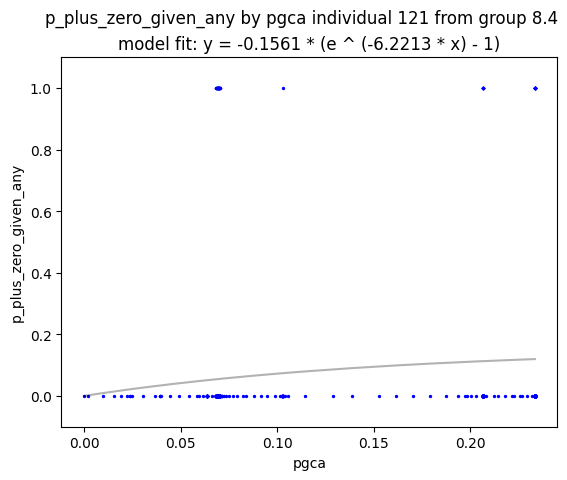 p_plus_zero_given_any by pgca individual 121 from group 8.4
model fit: y = -0.1561 * (e ^ (-6.2213 * x) - 1)
1.0
0.8
0.6
0.4
0.2
0.0
p_plus_zero_given_any
0.00 0.05 0.10 0.15 0.20
pgca